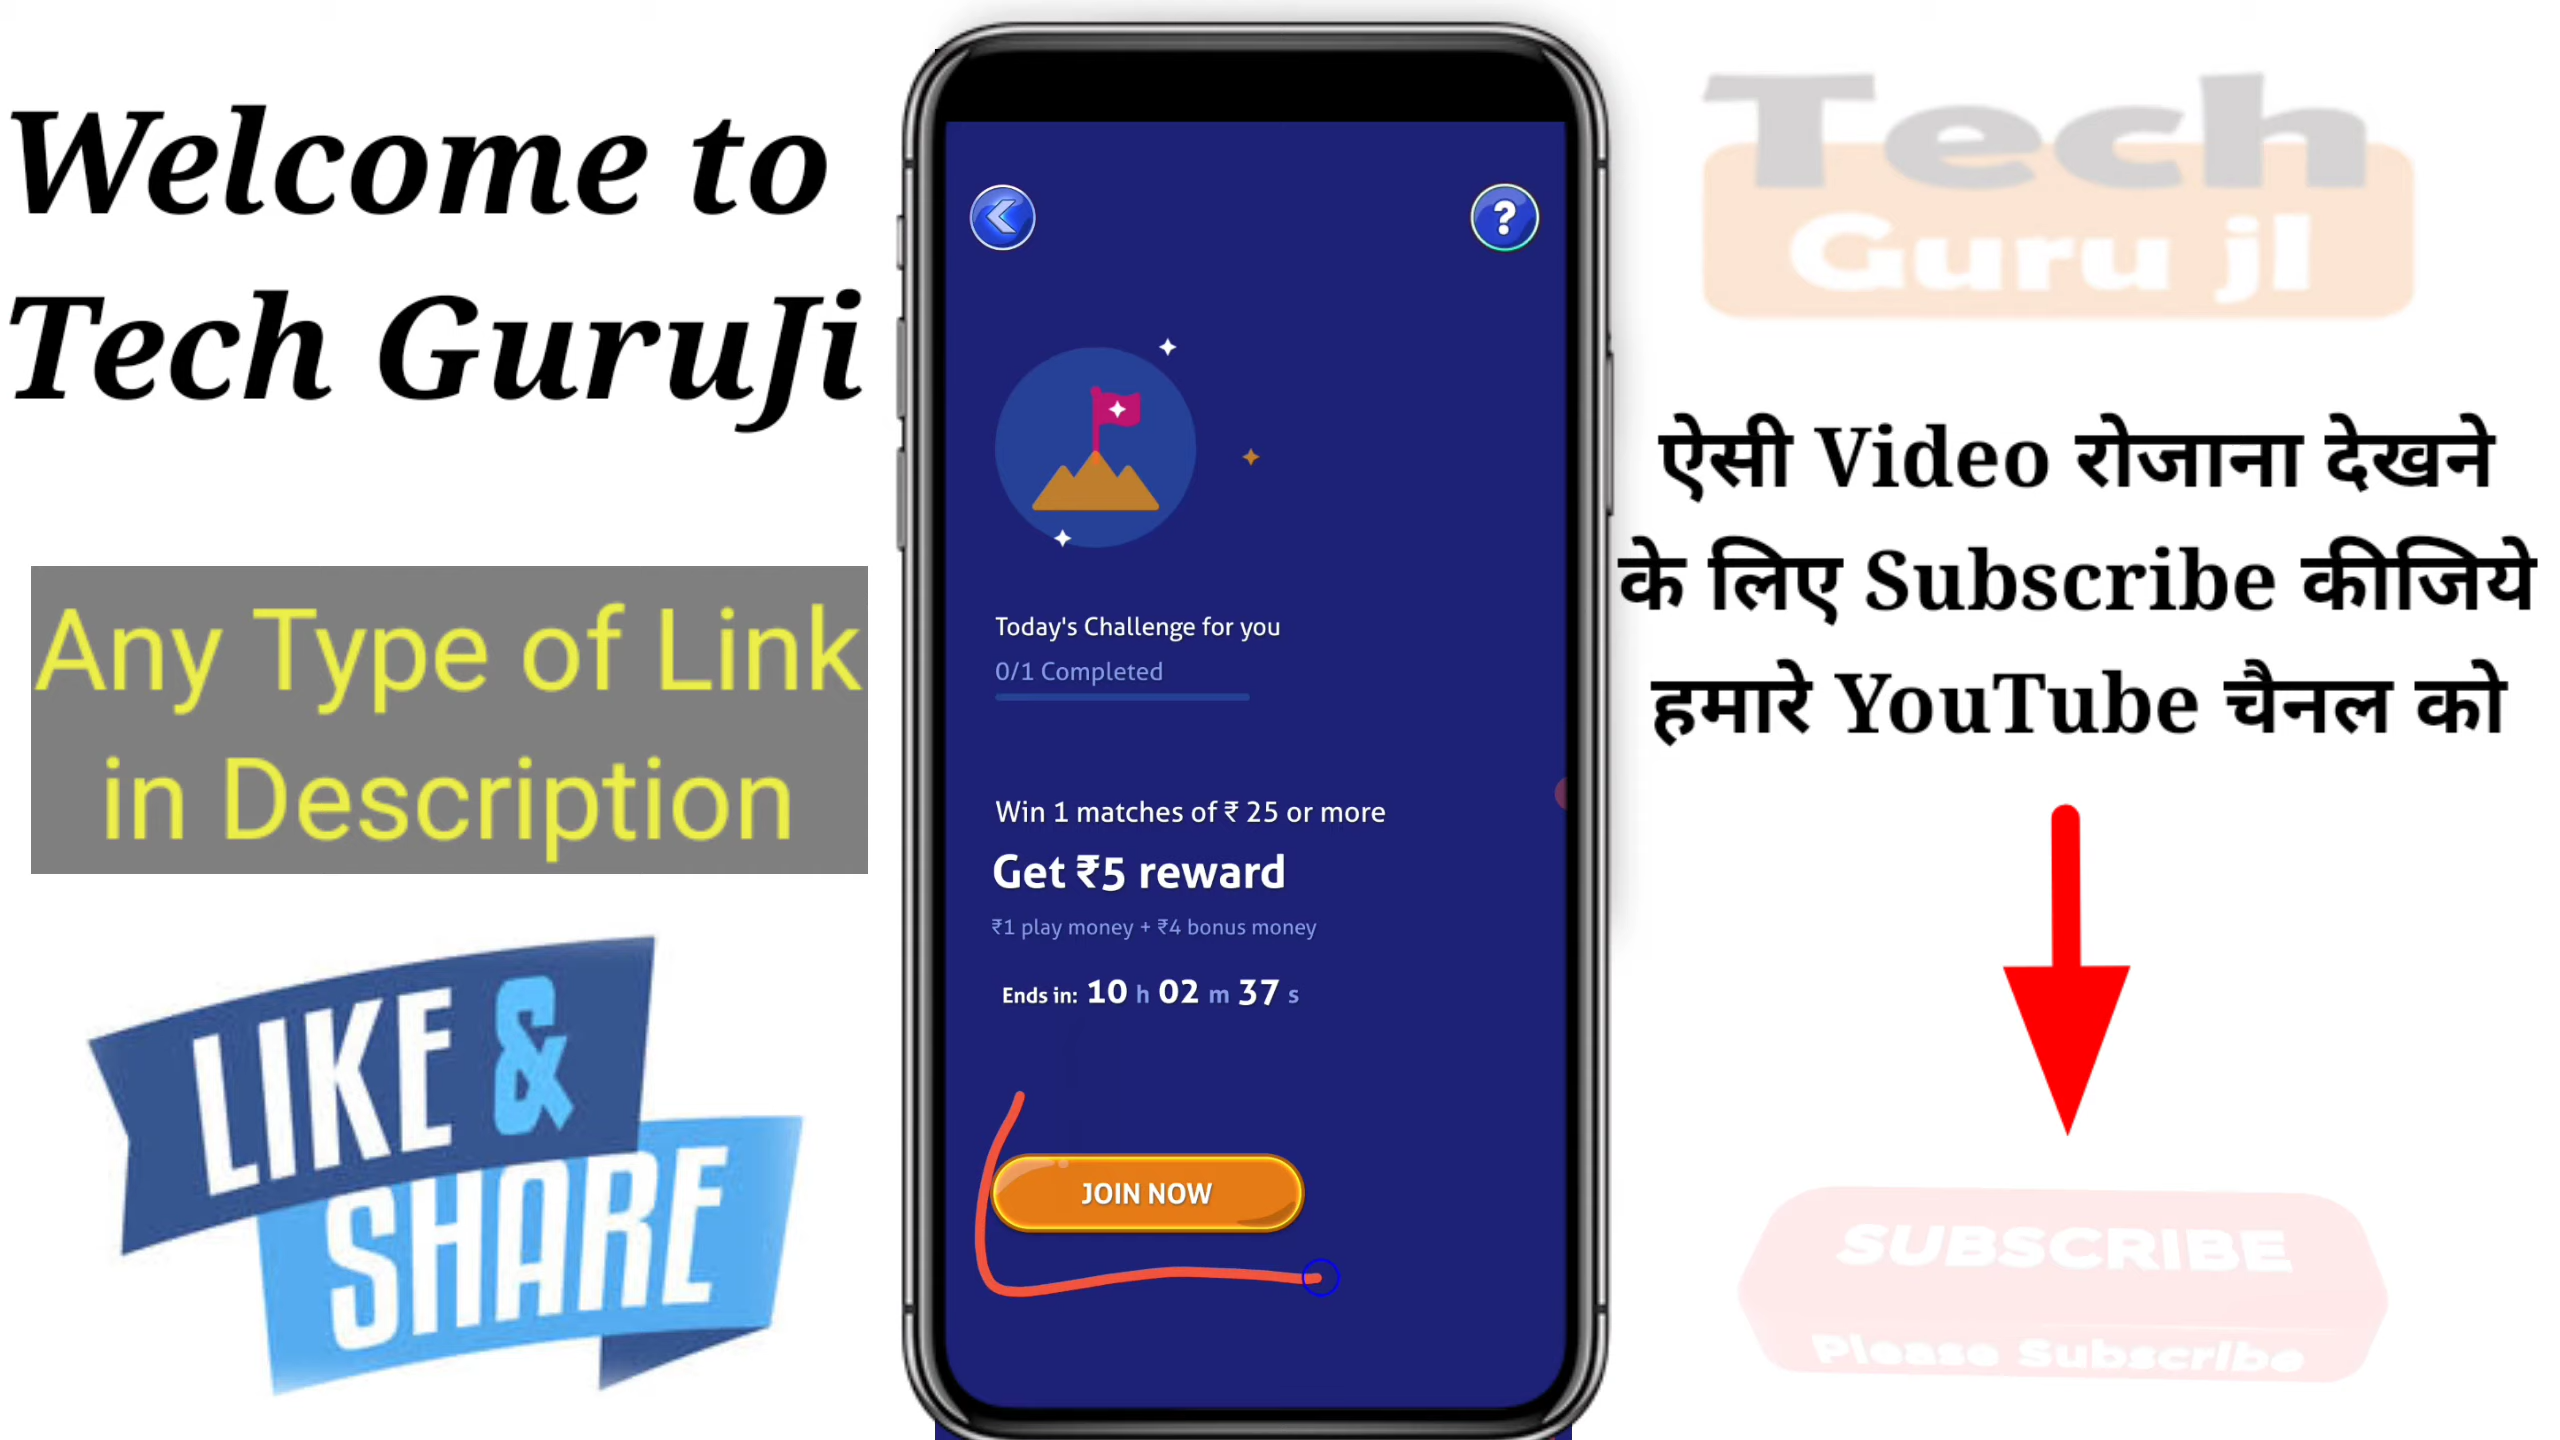 Welcome to
Tech GuruJi
Any Type of Link
in Description
LIKE &
SHARE
?
Today's Challenge for you
0/1 Completed
Win 1 matches of ₹ 25 or more
Get ₹5 reward
₹1 play money + ₹4 bonus money
Ends in: 10 h 02 m 37 s
JOIN NOW
Tech
Guru jI
ऐसी Video रोजाना देखने
के लिए Subscribe कीजिये
हमारे YouTube चैनल को
SUBSCRIBE
Please Subscribe